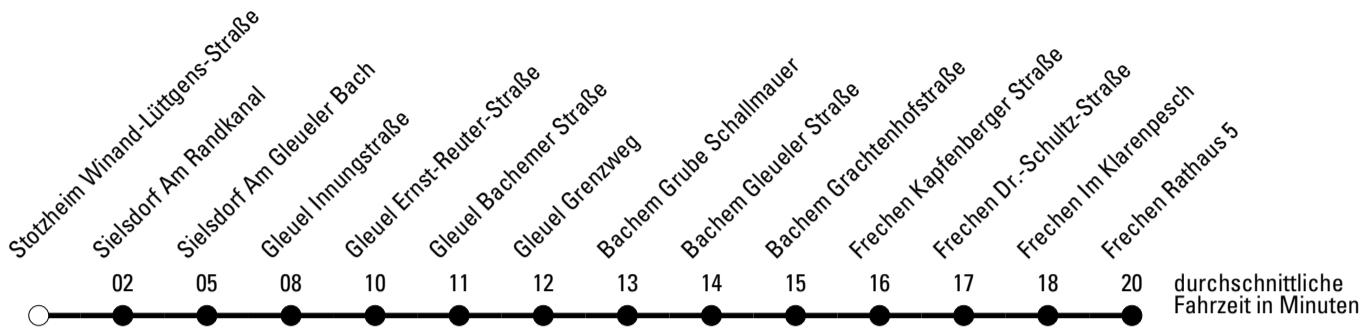 Stotzheim Winand-Lüttgens-Straße
Sielsdorf Am Randkanal
Sielsdorf Am Gleueler Bach
Gleuel Innungstraße
Gleuel Ernst-Reuter-Straße
Gleuel Bachemer Straße
Gleuel Grenzweg
Bachem Grube Schallmauer
Bachem Gleueler Straße
Bachem Grachtenhofstraße
Frechen Kapfenberger Straße
Frechen Dr.-Schultz-Straße
Frechen Im Klarenpesch
Frechen Rathaus 5
02 05 08 10 11 12 13 14 15 16 17 18 20
durchschnittliche
Fahrzeit in Minuten